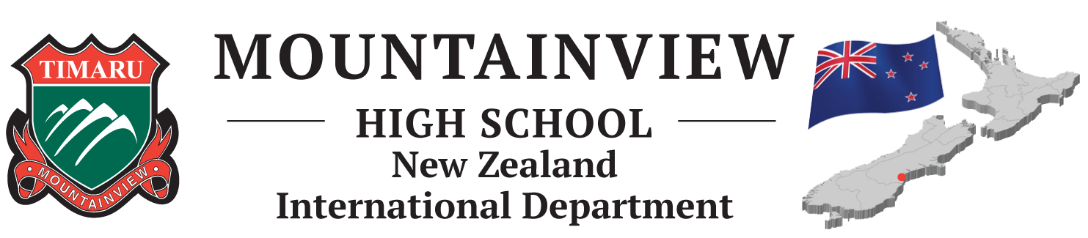 TIMARU
MOUNTAINVIEW
MOUNTAINVIEW
HIGH SCHOOL
New Zealand
International Department